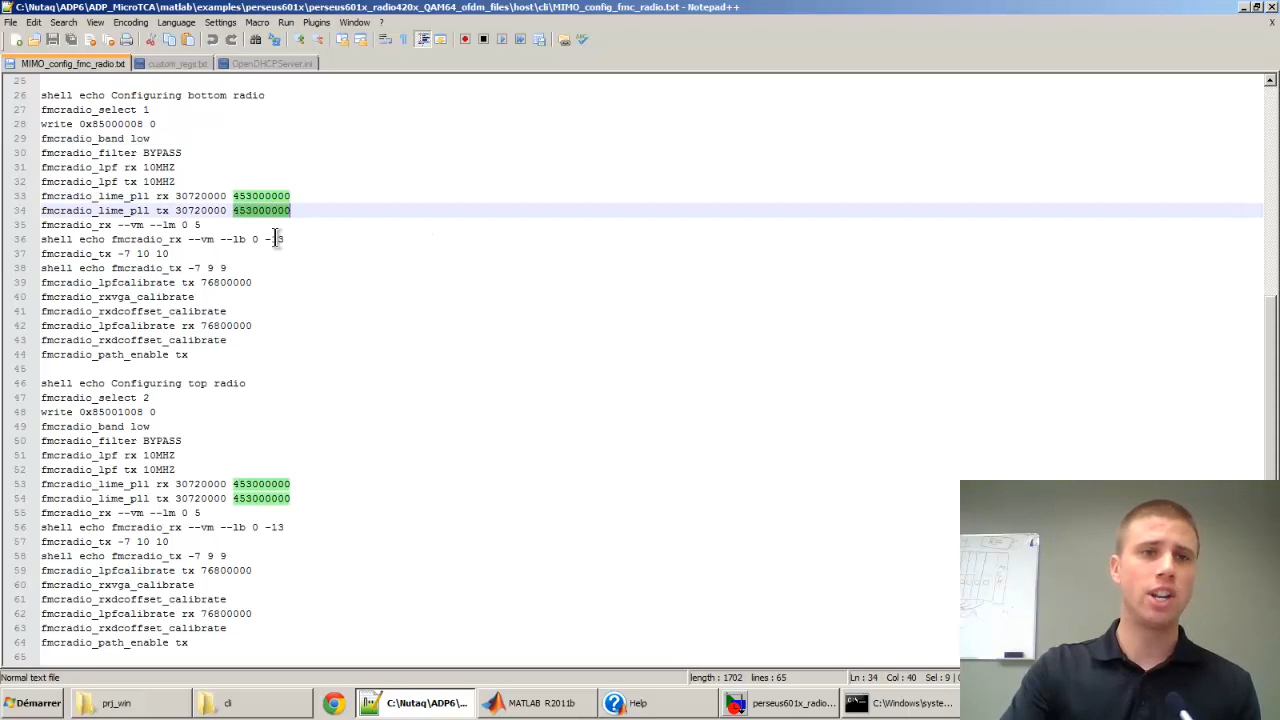 C:\Nutaq\ADP6\ADP_MicroTCA\matlab\examples\perseus601x\perseus601x_radio420x_QAM64_ofdm_files\host\cli\MIMO_config_fmc_radio.txt - Notepad++
File Edit Search View Encoding Language Settings Macro Run Plugins Window ?
X
MIMO_config_fmc_radio.txt custom_regs.txt OpenDHCPServer.ini
25
26 shell echo Configuring bottom radio
27 fmcradio_select 1
28 write 0x85000008 0
29 fmcradio_band low
30 fmcradio_filter BYPASS
31 fmcradio_lpf rx 10MHZ
32 fmcradio_lpf tx 10MHZ
33 fmcradio_lime_pll rx 30720000 453000000
34 fmcradio_lime_pll tx 30720000 453000000
35 fmcradio_rx --vm --lm 0 5
36 shell echo fmcradio_rx --vm --lb 0 -13
37 fmcradio_tx -7 10 10
38 shell echo fmcradio_tx -7 9 9
39 fmcradio_lpfcalibrate tx 76800000
40 fmcradio_rxvga_calibrate
41 fmcradio_rxdcoffset_calibrate
42 fmcradio_lpfcalibrate rx 76800000
43 fmcradio_rxdcoffset_calibrate
44 fmcradio_path_enable tx
45
46 shell echo Configuring top radio
47 fmcradio_select 2
48 write 0x85001008 0
49 fmcradio_band low
50 fmcradio_filter BYPASS
51 fmcradio_lpf rx 10MHZ
52 fmcradio_lpf tx 10MHZ
53 fmcradio_lime_pll rx 30720000 453000000
54 fmcradio_lime_pll tx 30720000 453000000
55 fmcradio_rx --vm --lm 0 5
56 shell echo fmcradio_rx --vm --lb 0 -13
57 fmcradio_tx -7 10 10
58 shell echo fmcradio_tx -7 9 9
59 fmcradio_lpfcalibrate tx 76800000
60 fmcradio_rxvga_calibrate
61 fmcradio_rxdcoffset_calibrate
62 fmcradio_lpfcalibrate rx 76800000
63 fmcradio_rxdcoffset_calibrate
64 fmcradio_path_enable tx
65
Normal text file length : 1702 lines : 65 Ln : 34 Col : 40 Sel : 9 |
Démarrer prj_win cli C:\Nutaq\ADP6\... MATLAB R2011b Help perseus601x_radio... C:\Windows\syste...